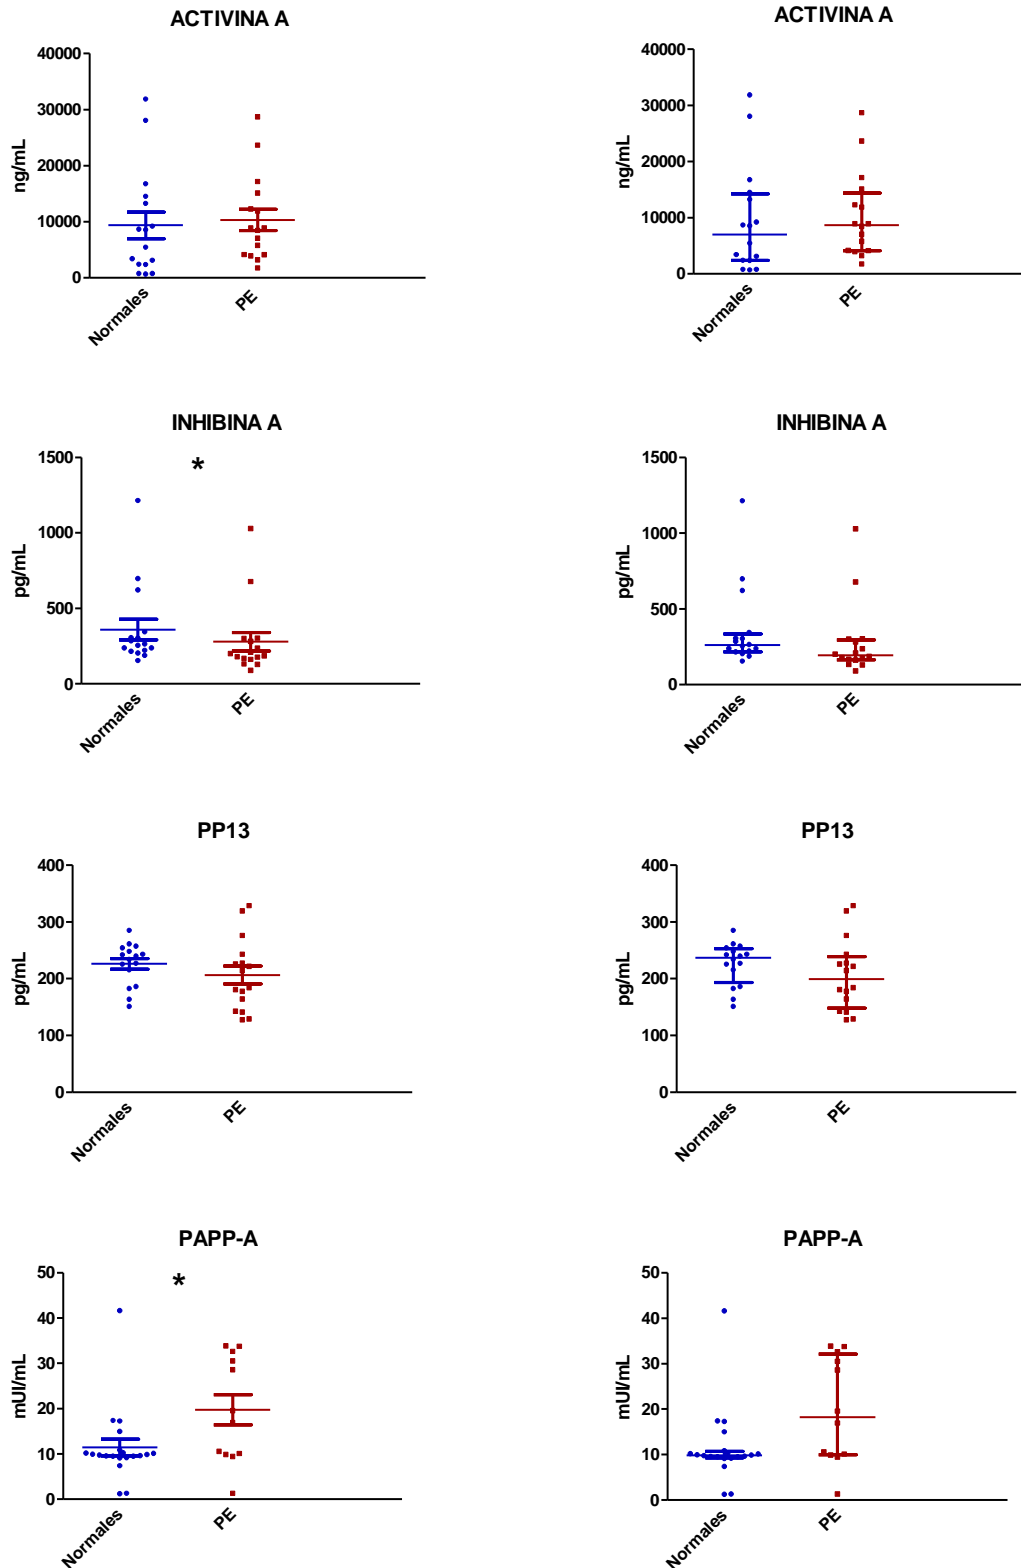 ACTIVINA A
40000
30000
20000
10000
0
ng/mL
Normales
PE
ACTIVINA A
40000
30000
20000
10000
0
ng/mL
Normales
PE
INHIBINA A
*
1500
1000
500
0
pg/mL
Normales
PE
INHIBINA A
1500
1000
500
0
pg/mL
Normales
PE
PP13
400
300
200
100
0
pg/mL
Normales
PE
PP13
400
300
200
100
0
pg/mL
Normales
PE
PAPP-A
*
50
40
30
20
10
0
mUI/mL
Normales
PE
PAPP-A
50
40
30
20
10
0
mUI/mL
Normales
PE